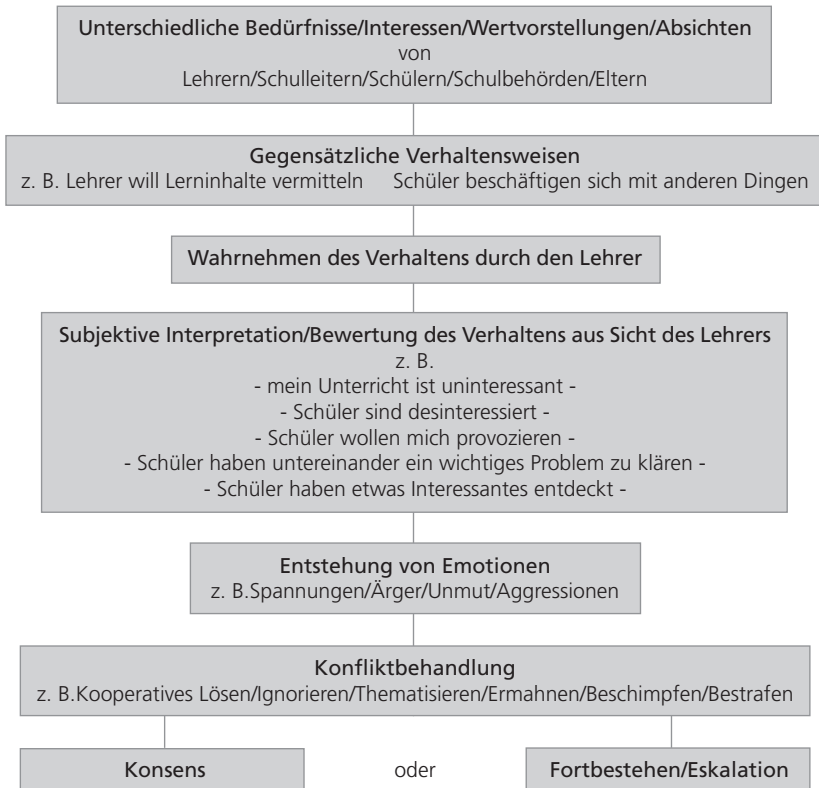 Unterschiedliche Bedürfnisse/Interessen/Wertvorstellungen/Absichten
von
Lehrern/Schulleitern/Schülern/Schulbehörden/Eltern
Gegensätzliche Verhaltensweisen
z. B. Lehrer will Lerninhalte vermitteln Schüler beschäftigen sich mit anderen Dingen
Wahrnehmen des Verhaltens durch den Lehrer
Subjektive Interpretation/Bewertung des Verhaltens aus Sicht des Lehrers
z. B.
- mein Unterricht ist uninteressant -
- Schüler sind desinteressiert -
- Schüler wollen mich provozieren -
- Schüler haben untereinander ein wichtiges Problem zu klären -
- Schüler haben etwas Interessantes entdeckt -
Entstehung von Emotionen
z. B.Spannungen/Ärger/Unmut/Aggressionen
Konfliktbehandlung
z. B.Kooperatives Lösen/Ignorieren/Thematisieren/Ermahnen/Beschimpfen/Bestrafen
Konsens oder Fortbestehen/Eskalation